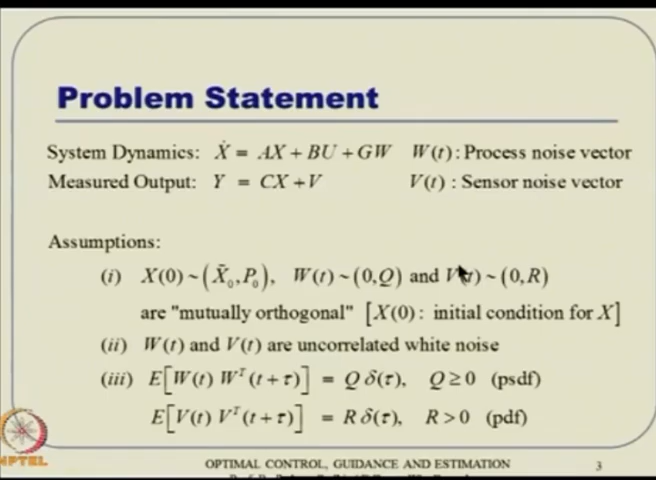 Problem Statement
System Dynamics: Ẋ = AX + BU + GW W(t) : Process noise vector
Measured Output: Y = CX + V V(t) : Sensor noise vector
Assumptions:
(i) X(0) ~ (X̄₀, P₀), W(t) ~ (0, Q) and V(t) ~ (0, R)
are "mutually orthogonal" [X(0) : initial condition for X]
(ii) W(t) and V(t) are uncorrelated white noise
(iii) E[W(t) Wᵀ(t + τ)] = Q δ(τ), Q ≥ 0 (psdf)
E[V(t) Vᵀ(t + τ)] = R δ(τ), R > 0 (pdf)
NPTEL
OPTIMAL CONTROL, GUIDANCE AND ESTIMATION
3